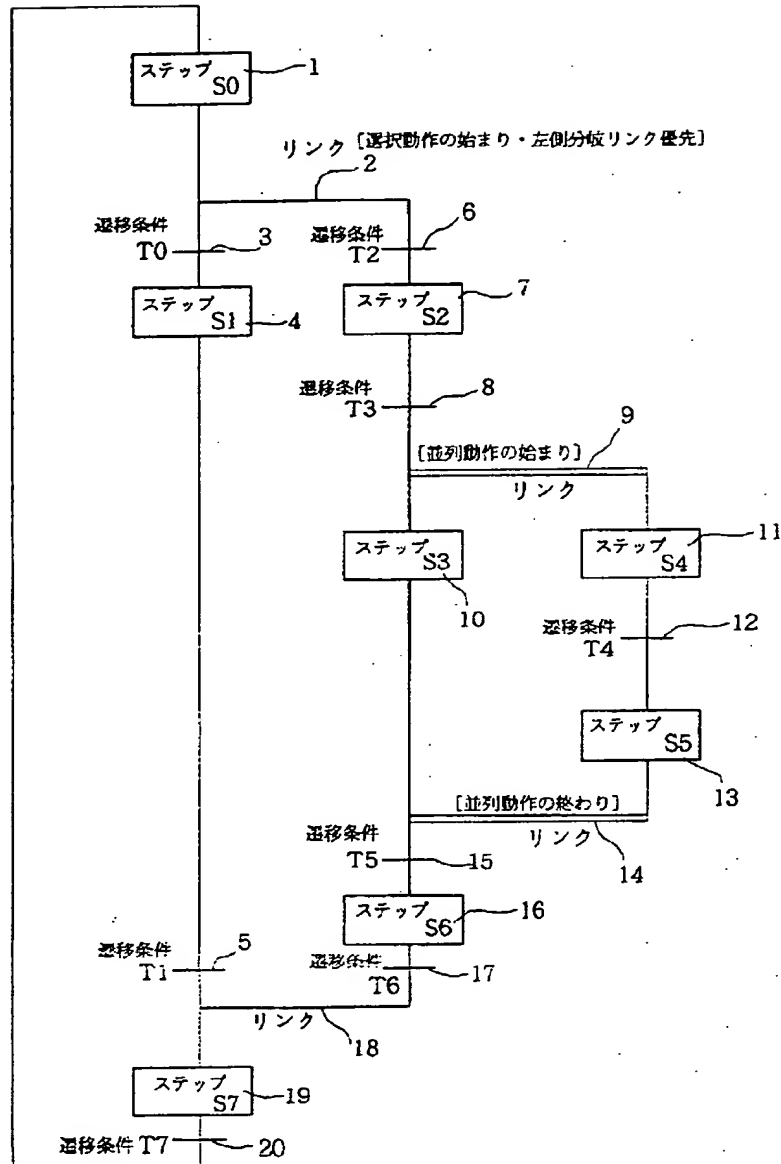 ステップ
S0
1
リンク [選択動作の始まり・左側分岐リンク優先]
2
遷移条件
T0
3
遷移条件
T2
6
ステップ
S1
4
ステップ
S2
7
遷移条件
T3
8
[並列動作の始まり]
9
リンク
ステップ
S3
10
ステップ
S4
11
遷移条件
T4
12
ステップ
S5
13
[並列動作の終わり]
リンク
14
遷移条件
T5
15
ステップ
S6
16
遷移条件
T1
5
遷移条件
T6
17
リンク
18
ステップ
S7
19
遷移条件 T7
20